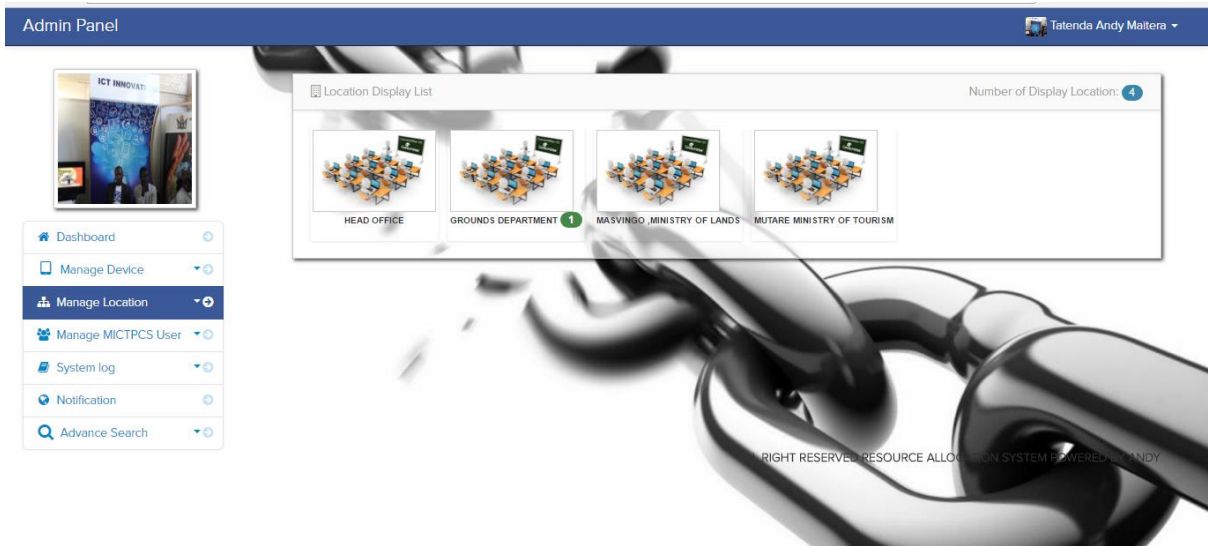 Admin Panel
Tatenda Andy Maitera
ICT INNOVATI
Location Display List
Number of Display Location: 4
HEAD OFFICE
GROUNDS DEPARTMENT 1
MASVINGO ,MINISTRY OF LANDS
MUTARE MINISTRY OF TOURISM
Dashboard
Manage Device
Manage Location
Manage MICTPCS User
System log
Notification
Advance Search
RIGHT RESERVED RESOURCE ALLOCATION SYSTEM POWERED BY ANDY